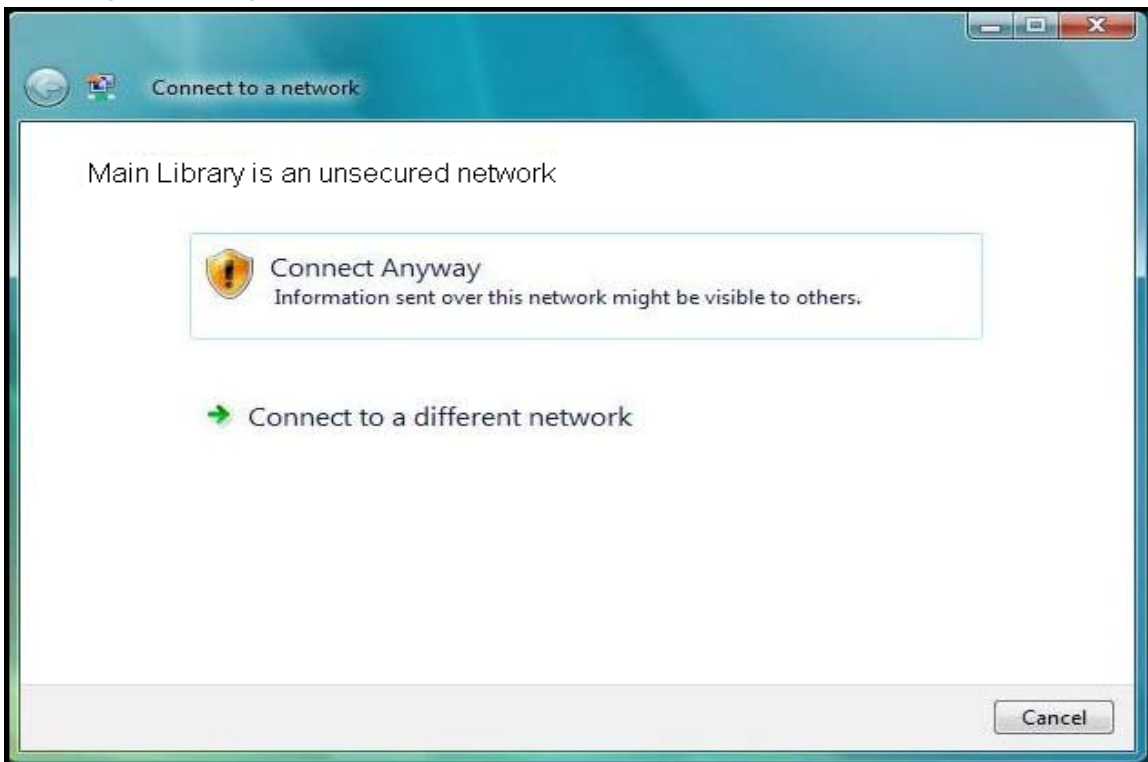 Connect to a network
Main Library is an unsecured network
Connect Anyway
Information sent over this network might be visible to others.
Connect to a different network
Cancel